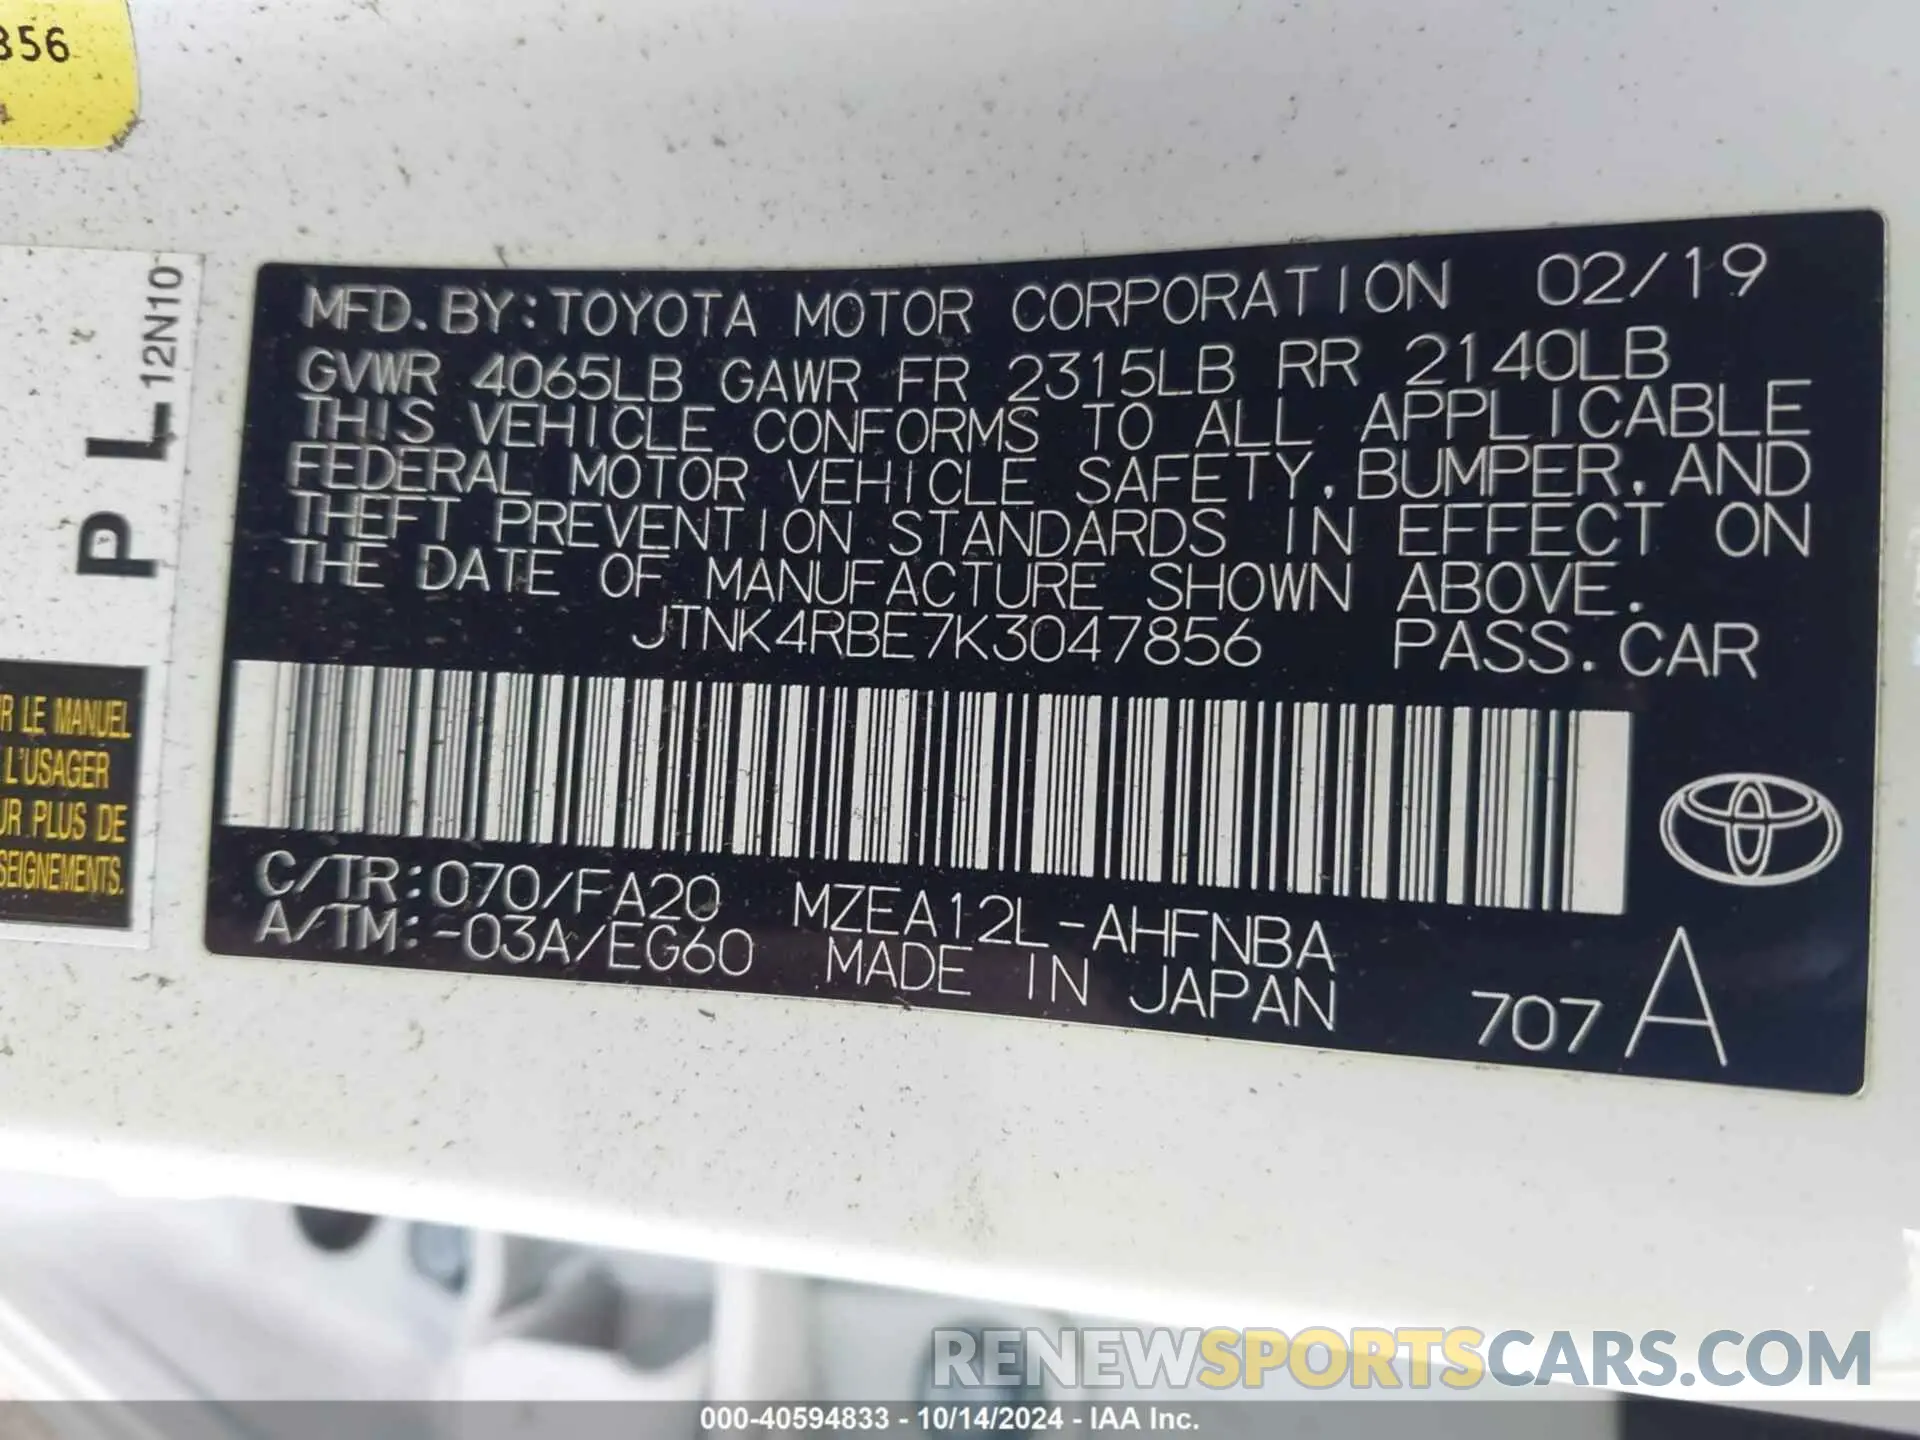 856
12N10
P L
R LE MANUEL
L'USAGER
UR PLUS DE
SEIGNEMENTS.
MFD. BY: TOYOTA MOTOR CORPORATION 02/19
GVWR 4065LB GAWR FR 2315LB RR 2140LB
THIS VEHICLE CONFORMS TO ALL APPLICABLE
FEDERAL MOTOR VEHICLE SAFETY, BUMPER, AND
THEFT PREVENTION STANDARDS IN EFFECT ON
THE DATE OF MANUFACTURE SHOWN ABOVE.
JTNK4RBE7K3047856 PASS. CAR
C/TR: 070/FA20 MZEA12L-AHFNBA
A/TM: -03A/EG60 MADE IN JAPAN 707 A
RENEWSPORTSCARS.COM
000-40594833 - 10/14/2024 - IAA Inc.